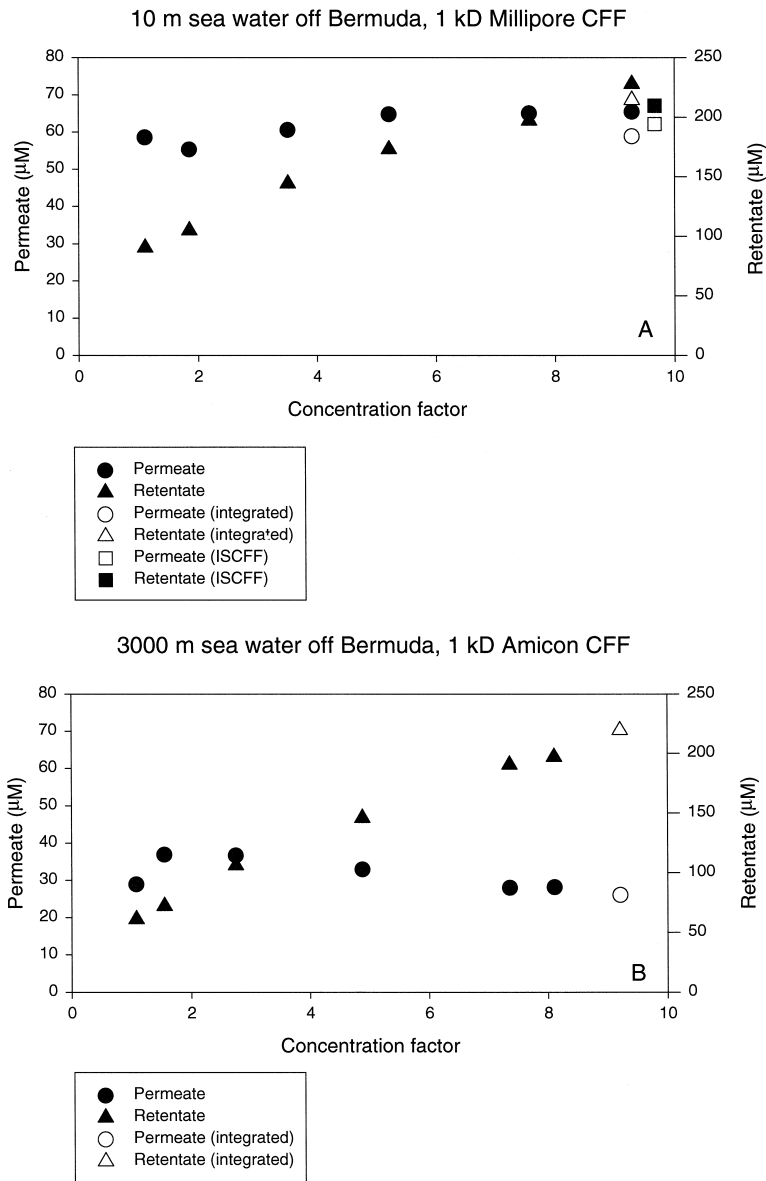 10 m sea water off Bermuda, 1 kD Millipore CFF
80
70
60
50
40
30
20
10
0
Permeate (µM)
250
200
150
100
50
0
Retentate (µM)
A
0 2 4 6 8 10
Concentration factor
Permeate
Retentate
Permeate (integrated)
Retentate (integrated)
Permeate (ISCFF)
Retentate (ISCFF)
3000 m sea water off Bermuda, 1 kD Amicon CFF
80
70
60
50
40
30
20
10
0
Permeate (µM)
250
200
150
100
50
0
Retentate (µM)
B
0 2 4 6 8 10
Concentration factor
Permeate
Retentate
Permeate (integrated)
Retentate (integrated)